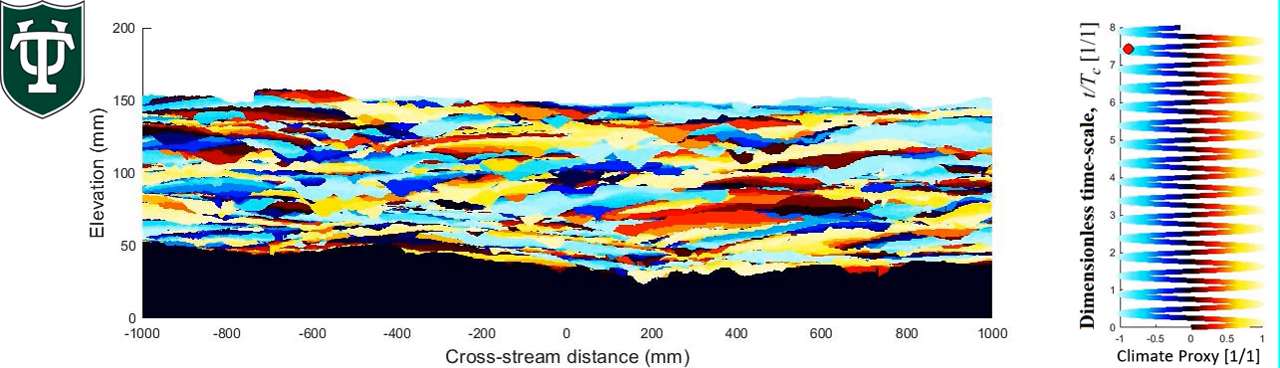 TU
200
150
100
50
0
Elevation (mm)
-1000 -800 -600 -400 -200 0 200 400 600 800 1000
Cross-stream distance (mm)
Dimensionless time-scale, t/Tc [1/1]
8
7
6
5
4
3
2
1
0
-1 -0.5 0 0.5 1
Climate Proxy [1/1]